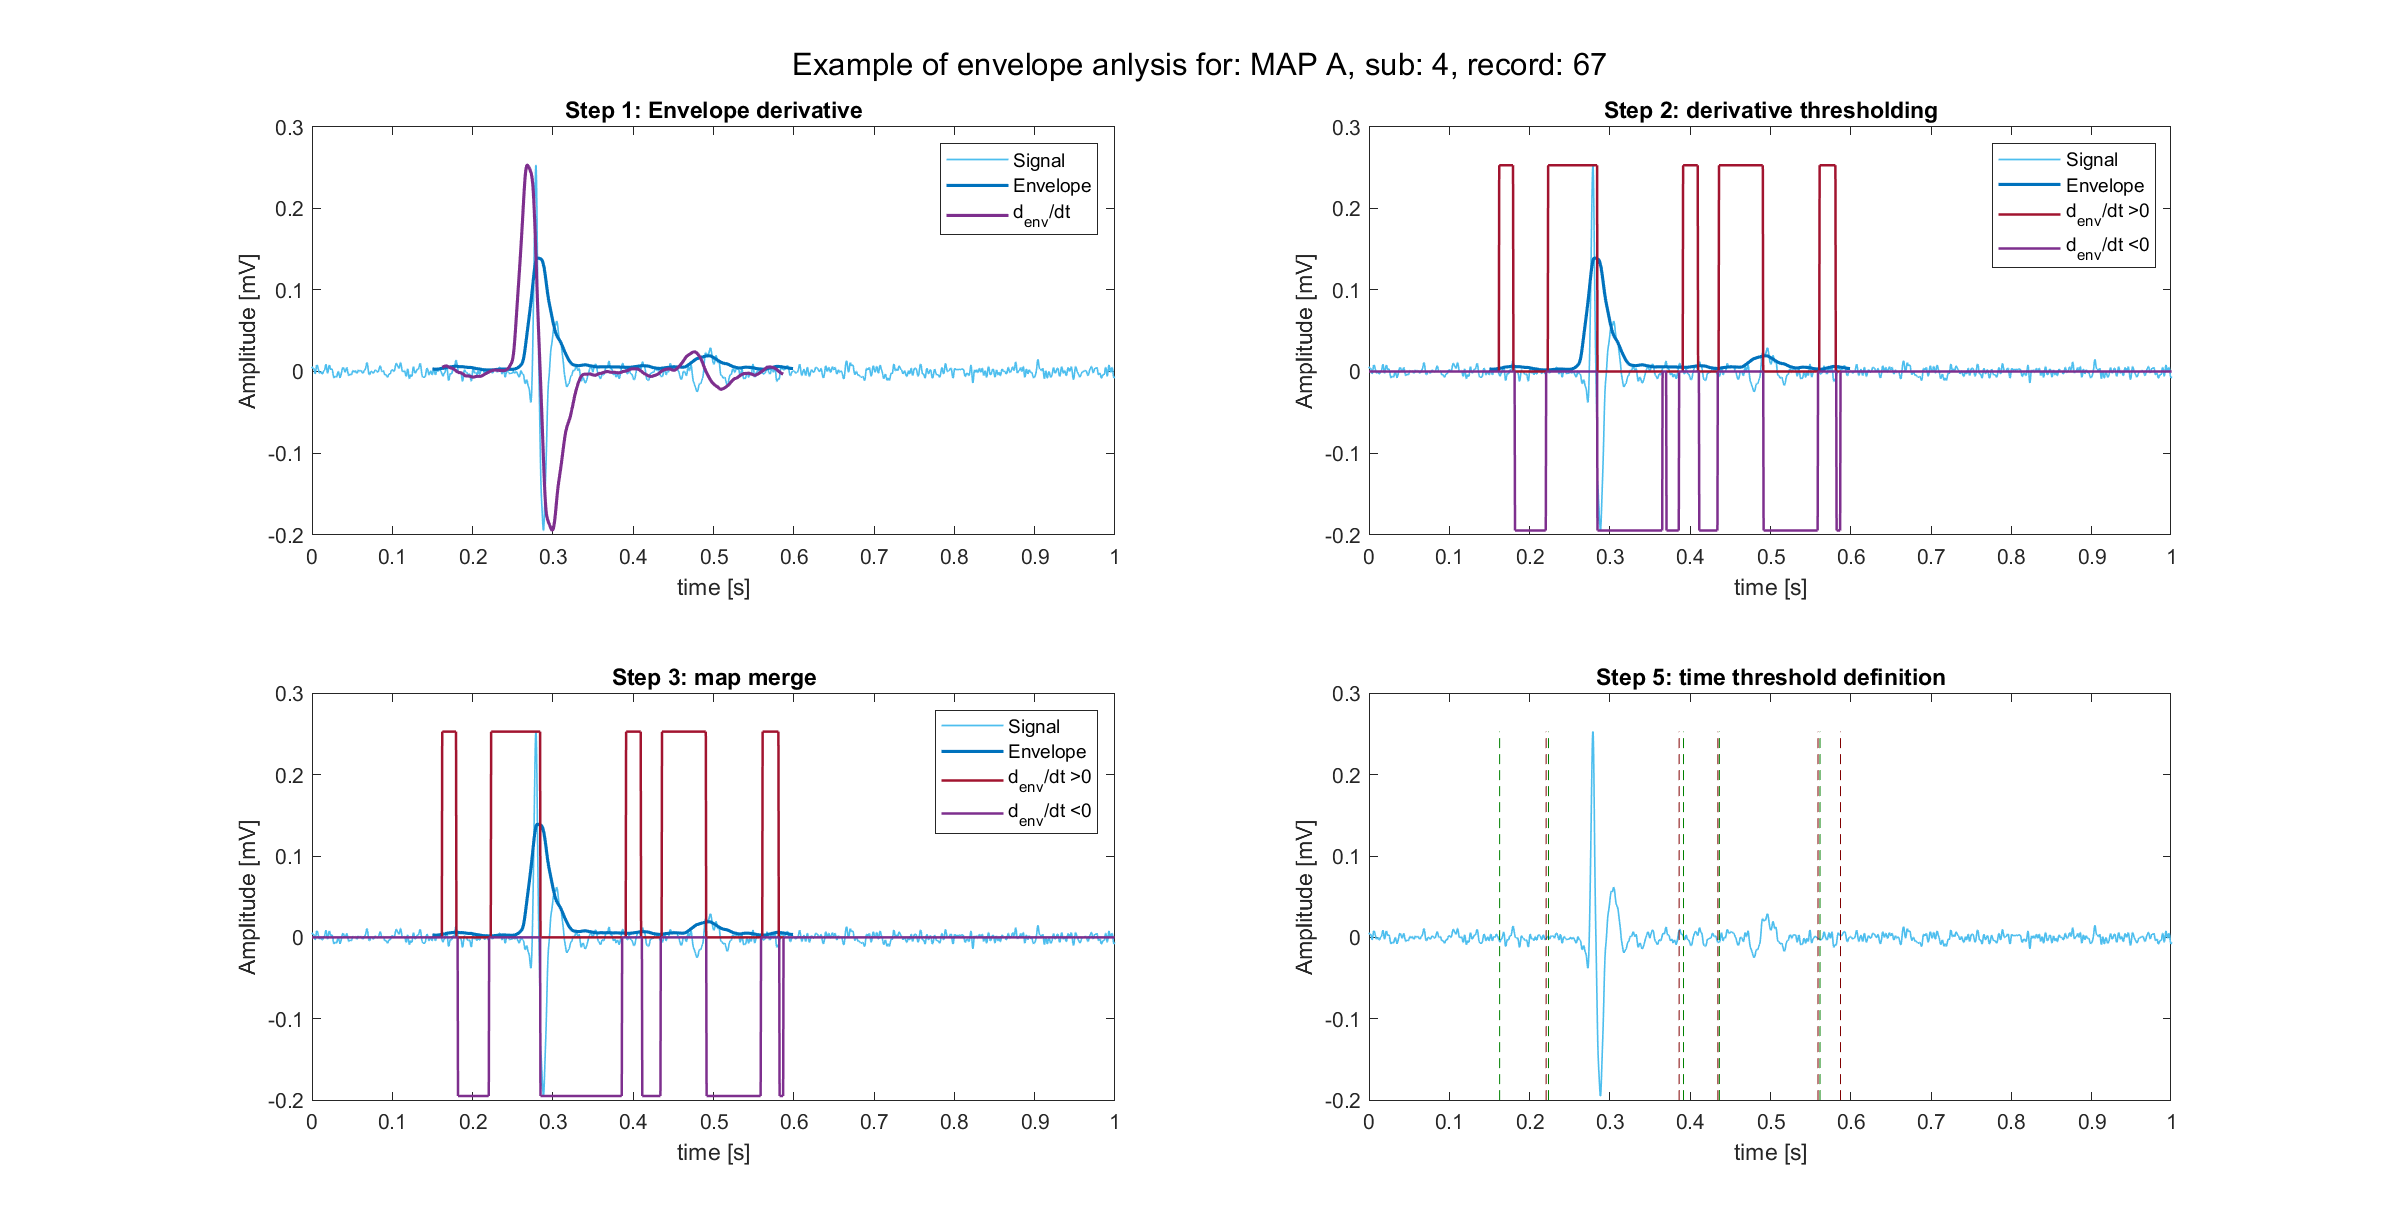 Example of envelope anlysis for: MAP A, sub: 4, record: 67
Step 1: Envelope derivative
0.3
0.2
0.1
0
-0.1
-0.2
Amplitude [mV]
0 0.1 0.2 0.3 0.4 0.5 0.6 0.7 0.8 0.9 1
time [s]
Signal
Envelope
d_env/dt
Step 2: derivative thresholding
0.3
0.2
0.1
0
-0.1
-0.2
Amplitude [mV]
0 0.1 0.2 0.3 0.4 0.5 0.6 0.7 0.8 0.9 1
time [s]
Signal
Envelope
d_env/dt >0
d_env/dt <0
Step 3: map merge
0.3
0.2
0.1
0
-0.1
-0.2
Amplitude [mV]
0 0.1 0.2 0.3 0.4 0.5 0.6 0.7 0.8 0.9 1
time [s]
Signal
Envelope
d_env/dt >0
d_env/dt <0
Step 5: time threshold definition
0.3
0.2
0.1
0
-0.1
-0.2
Amplitude [mV]
0 0.1 0.2 0.3 0.4 0.5 0.6 0.7 0.8 0.9 1
time [s]